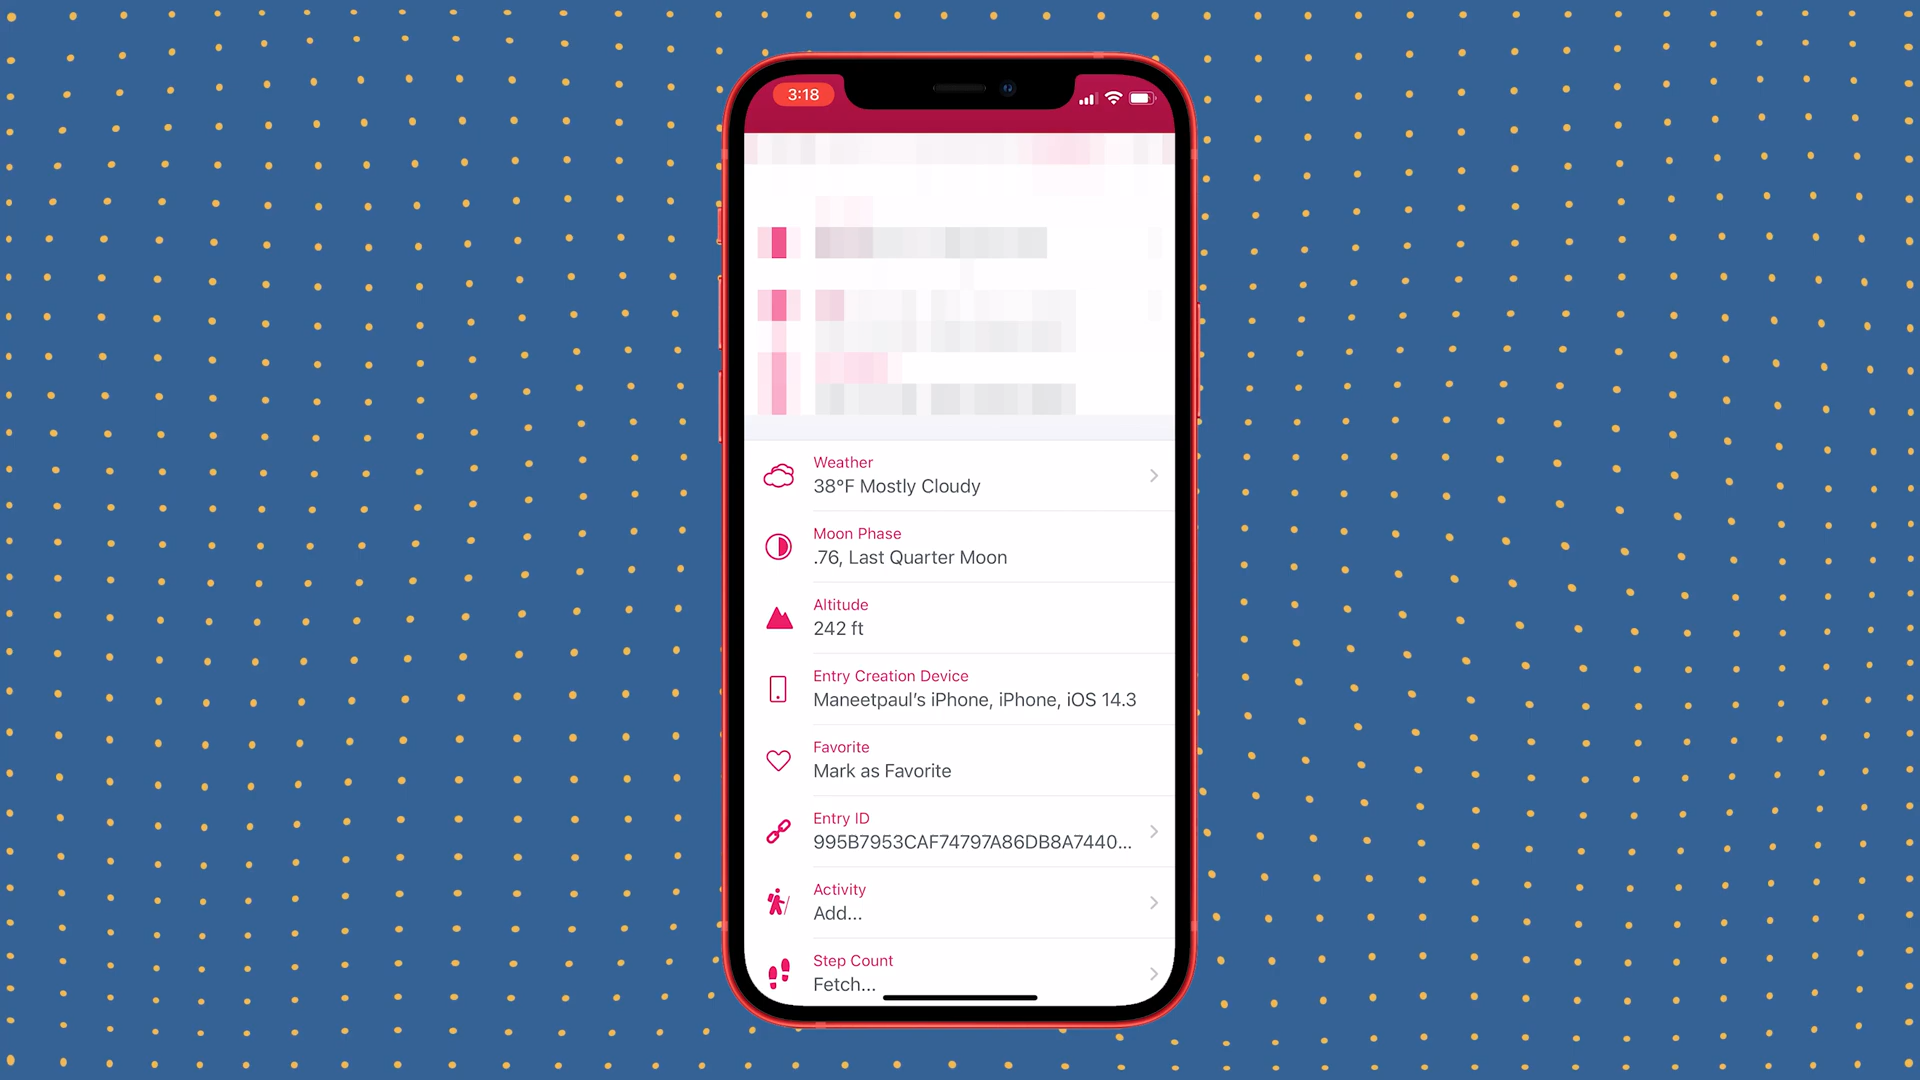 3:18
Weather
38°F Mostly Cloudy
Moon Phase
.76, Last Quarter Moon
Altitude
242 ft
Entry Creation Device
Maneetpaul's iPhone, iPhone, iOS 14.3
Favorite
Mark as Favorite
Entry ID
995B7953CAF74797A86DB8A7440...
Activity
Add...
Step Count
Fetch...